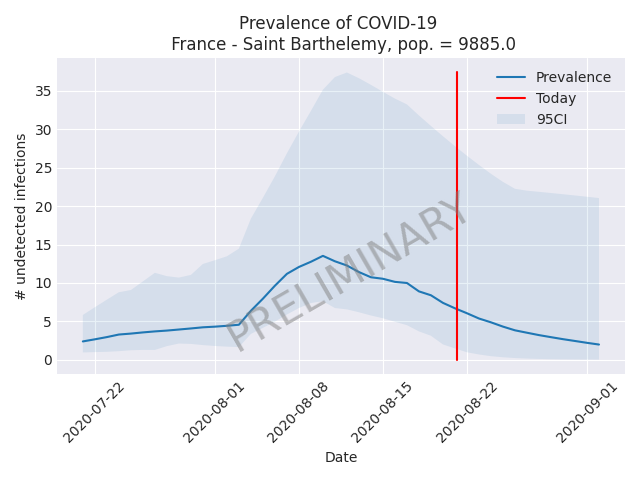 Prevalence of COVID-19
France - Saint Barthelemy, pop. = 9885.0
Prevalence
Today
95CI
PRELIMINARY
# undetected infections
35
30
25
20
15
10
5
0
2020-07-22
2020-08-01
2020-08-08
2020-08-15
2020-08-22
2020-09-01
Date